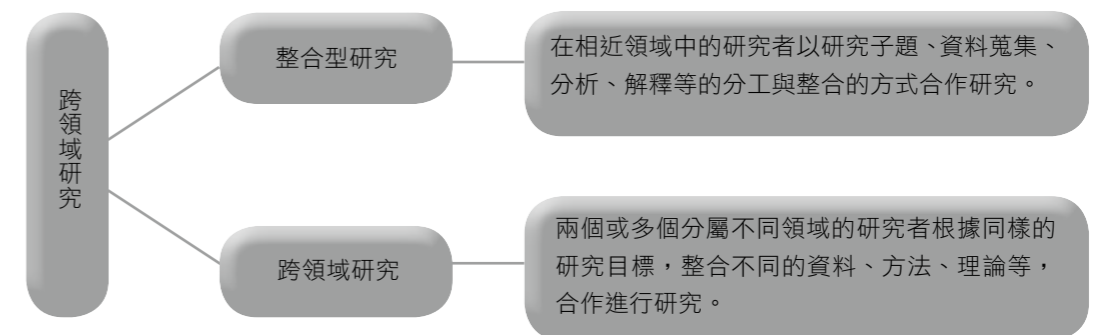 跨領域研究
整合型研究
在相近領域中的研究者以研究子題、資料蒐集、
分析、解釋等的分工與整合的方式合作研究。
跨領域研究
兩個或多個分屬不同領域的研究者根據同樣的
研究目標，整合不同的資料、方法、理論等，
合作進行研究。